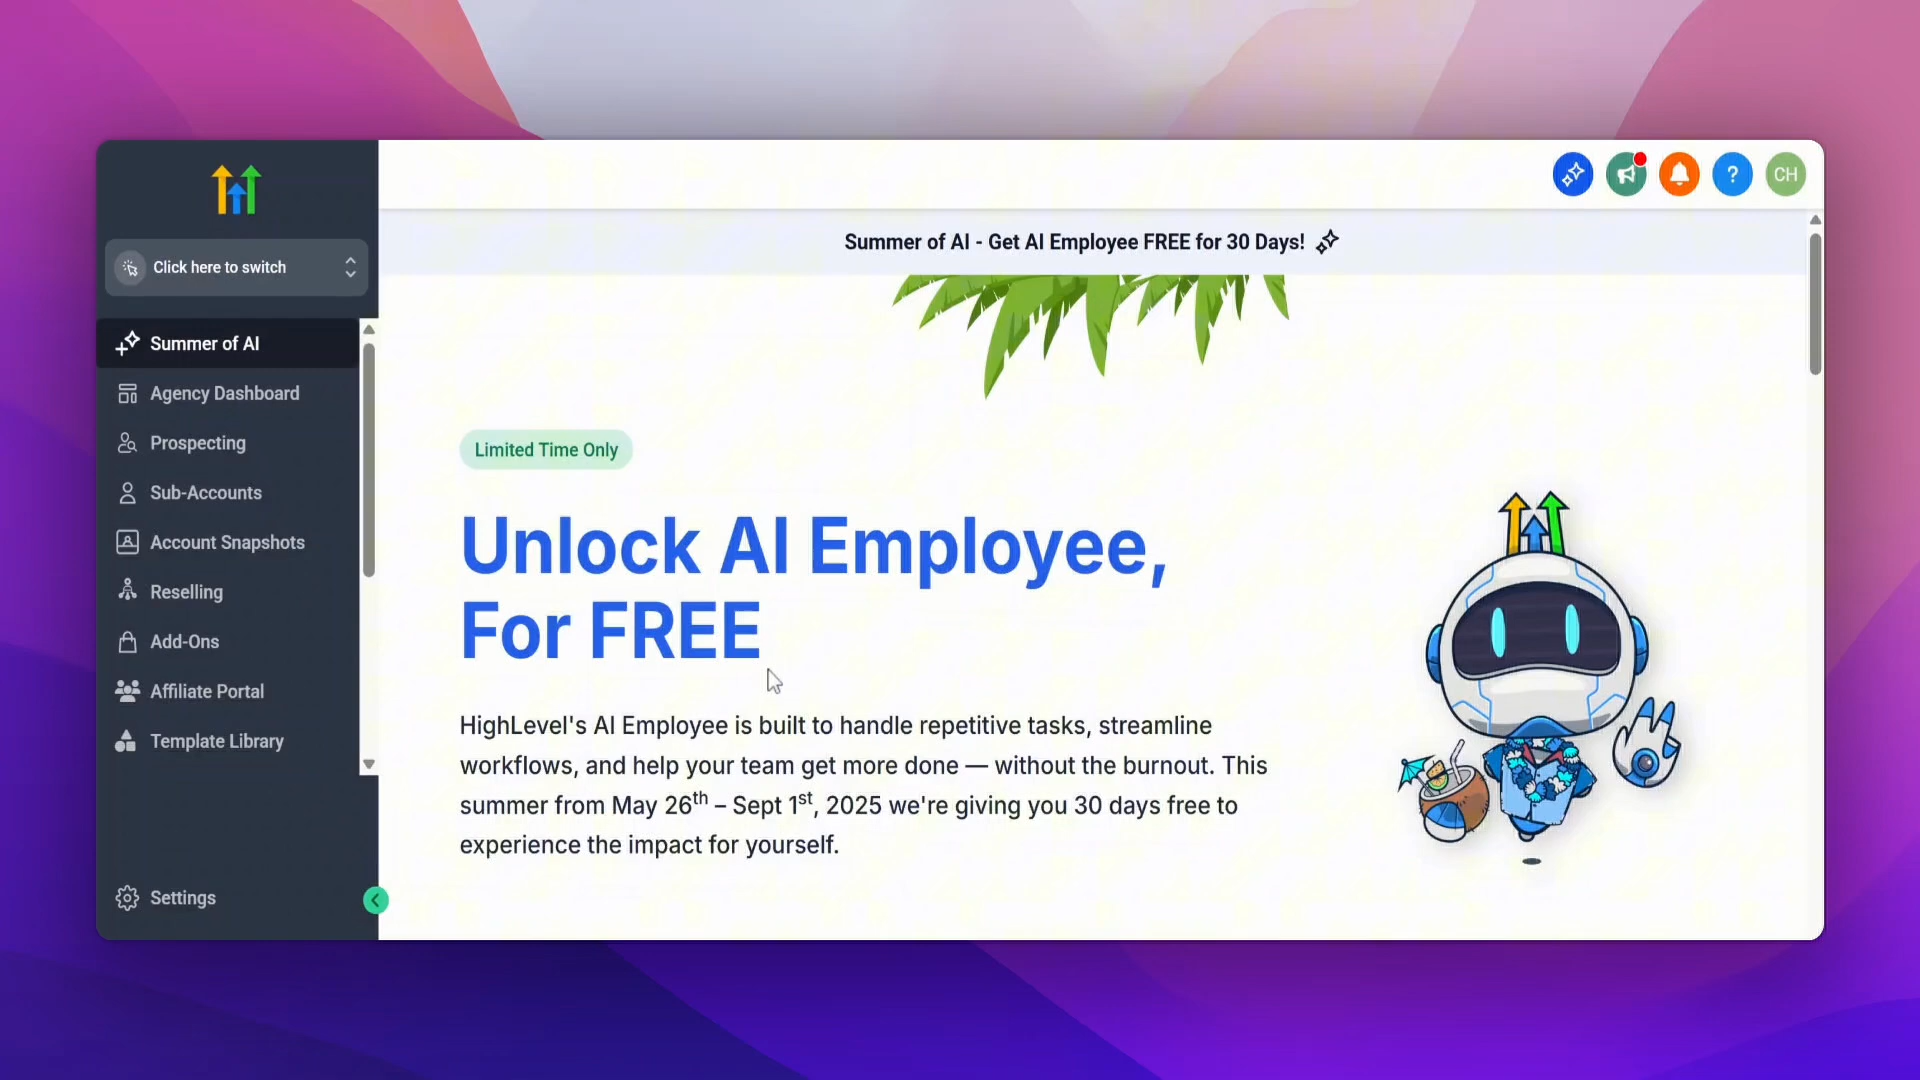 CH
Click here to switch
Summer of AI
Agency Dashboard
Prospecting
Sub-Accounts
Account Snapshots
Reselling
Add-Ons
Affiliate Portal
Template Library
Settings
Summer of AI - Get AI Employee FREE for 30 Days!
Limited Time Only
Unlock AI Employee,
For FREE
HighLevel's AI Employee is built to handle repetitive tasks, streamline
workflows, and help your team get more done — without the burnout. This
summer from May 26th – Sept 1st, 2025 we're giving you 30 days free to
experience the impact for yourself.